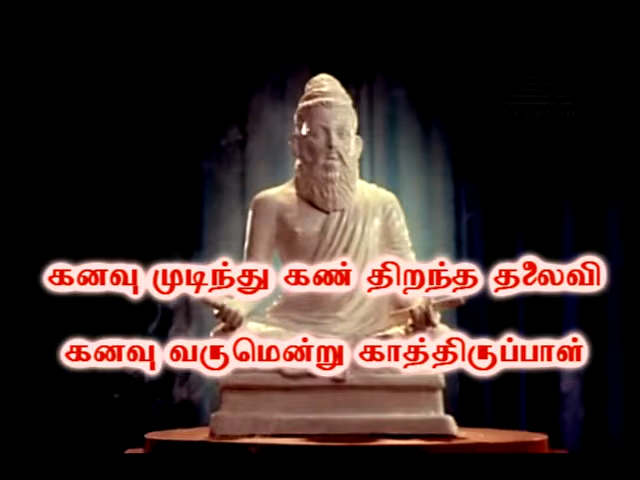 கனவு முடிந்து கண் திறந்த தலைவி
கனவு வருமென்று காத்திருப்பாள்